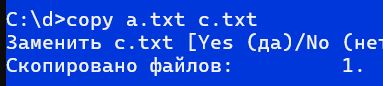 C:\d>copy a.txt c.txt
Заменить c.txt [Yes (да)/No (нет
Скопировано файлов:         1.